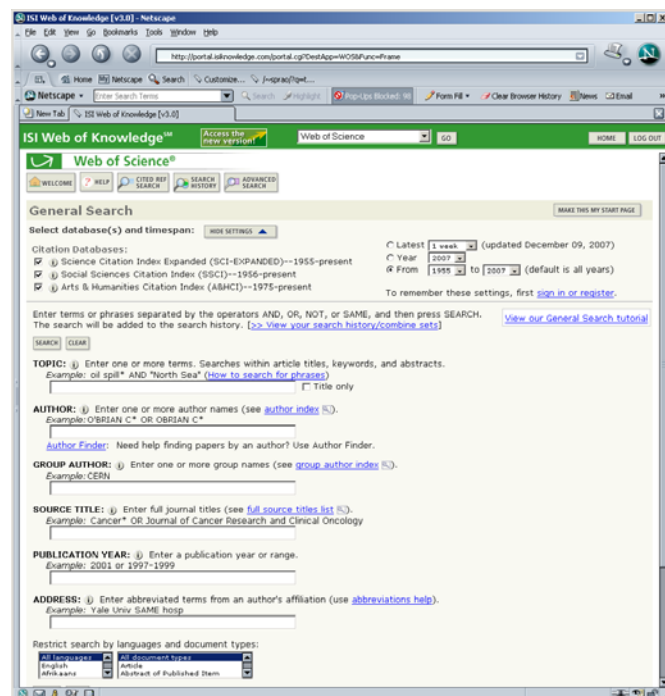 ISI Web of Knowledge [v3.0] - Netscape
File Edit View Go Bookmarks Tools Window Help
http://portal.isiknowledge.com/portal.cgi?DestApp=WOS&Func=Frame
Home My Netscape Search Customize...
Netscape Enter Search Terms Search Highlight Pop-Ups Blocked: 98 Form Fill Clear Browser History News Email
New Tab ISI Web of Knowledge [v3.0]
ISI Web of Knowledge℠ Access the new version! Web of Science GO HOME LOG OUT
Web of Science®
WELCOME ? HELP CITED REF SEARCH SEARCH HISTORY ADVANCED SEARCH
General Search MAKE THIS MY START PAGE
Select database(s) and timespan: HIDE SETTINGS
Citation Databases:
Science Citation Index Expanded (SCI-EXPANDED)--1955-present
Social Sciences Citation Index (SSCI)--1956-present
Arts & Humanities Citation Index (A&HCI)--1975-present
Latest 1 week (updated December 09, 2007)
Year 2007
From 1955 to 2007 (default is all years)
To remember these settings, first sign in or register.
Enter terms or phrases separated by the operators AND, OR, NOT, or SAME, and then press SEARCH.
The search will be added to the search history. [>> View your search history/combine sets]
View our General Search tutorial
SEARCH CLEAR
TOPIC: Enter one or more terms. Searches within article titles, keywords, and abstracts.
Example: oil spill* AND "North Sea" (How to search for phrases)
Title only
AUTHOR: Enter one or more author names (see author index).
Example: O'BRIAN C* OR OBRIAN C*
Author Finder: Need help finding papers by an author? Use Author Finder.
GROUP AUTHOR: Enter one or more group names (see group author index).
Example: CERN
SOURCE TITLE: Enter full journal titles (see full source titles list).
Example: Cancer* OR Journal of Cancer Research and Clinical Oncology
PUBLICATION YEAR: Enter a publication year or range.
Example: 2001 or 1997-1999
ADDRESS: Enter abbreviated terms from an author's affiliation (use abbreviations help).
Example: Yale Univ SAME hosp
Restrict search by languages and document types:
All languages All document types
English Article
Afrikaans Abstract of Published Item